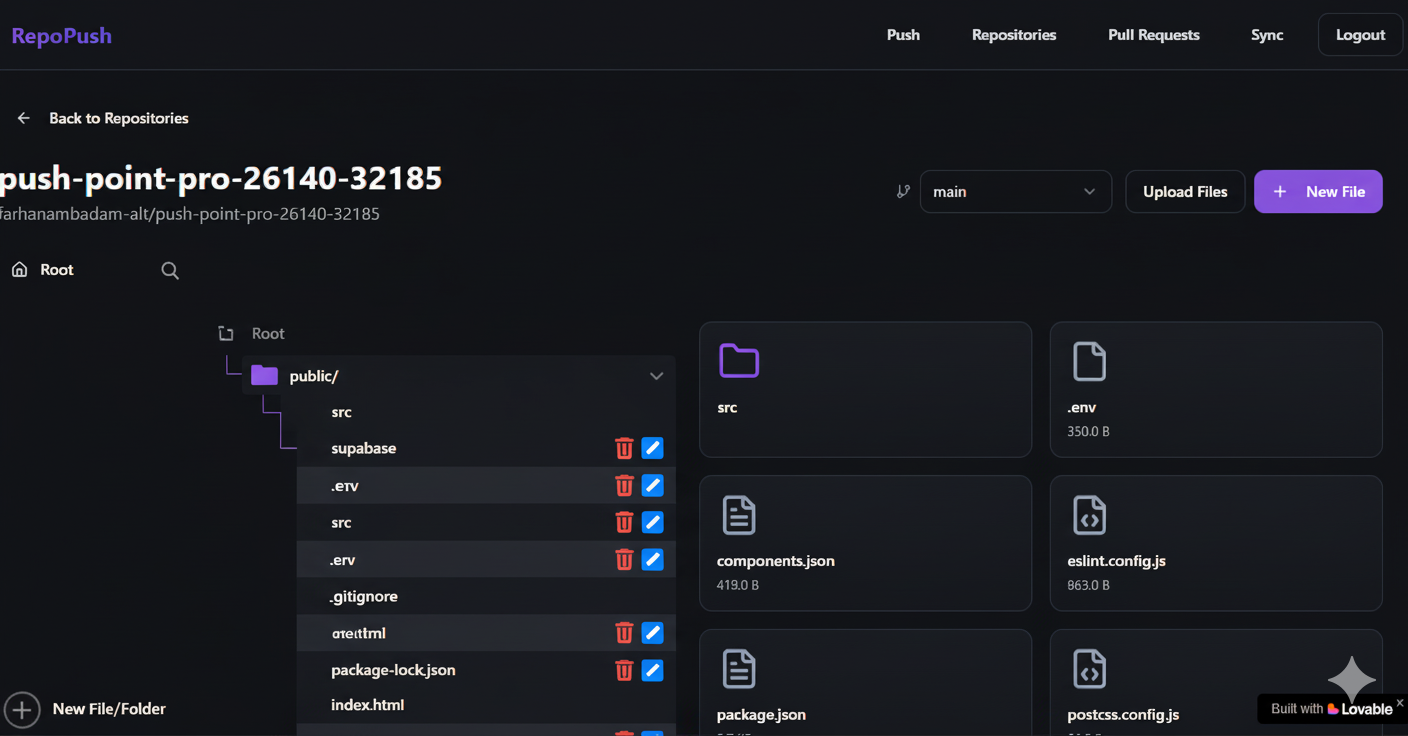 RepoPush
Push
Repositories
Pull Requests
Sync
Logout
Back to Repositories
push-point-pro-26140-32185
farhanambadam-alt/push-point-pro-26140-32185
main
Upload Files
New File
Root
Root
public/
src
supabase
.erv
src
.erv
.gitignore
package-lock.json
index.html
New File/Folder
src
.env
350.0 B
components.json
419.0 B
eslint.config.js
863.0 B
package.json
postcss.config.js
Built with Lovable